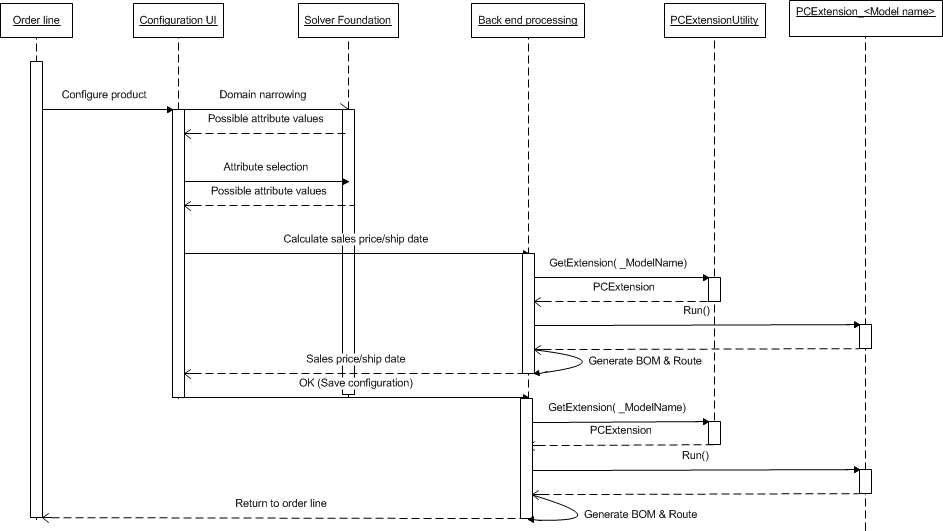 Order line
Configuration UI
Solver Foundation
Back end processing
PCExtensionUtility
PCExtension_<Model name>
Configure product
Domain narrowing
Possible attribute values
Attribute selection
Possible attribute values
Calculate sales price/ship date
GetExtension( _ModelName)
PCExtension
Run()
Sales price/ship date
Generate BOM & Route
OK (Save configuration)
GetExtension( _ModelName)
PCExtension
Run()
Return to order line
Generate BOM & Route